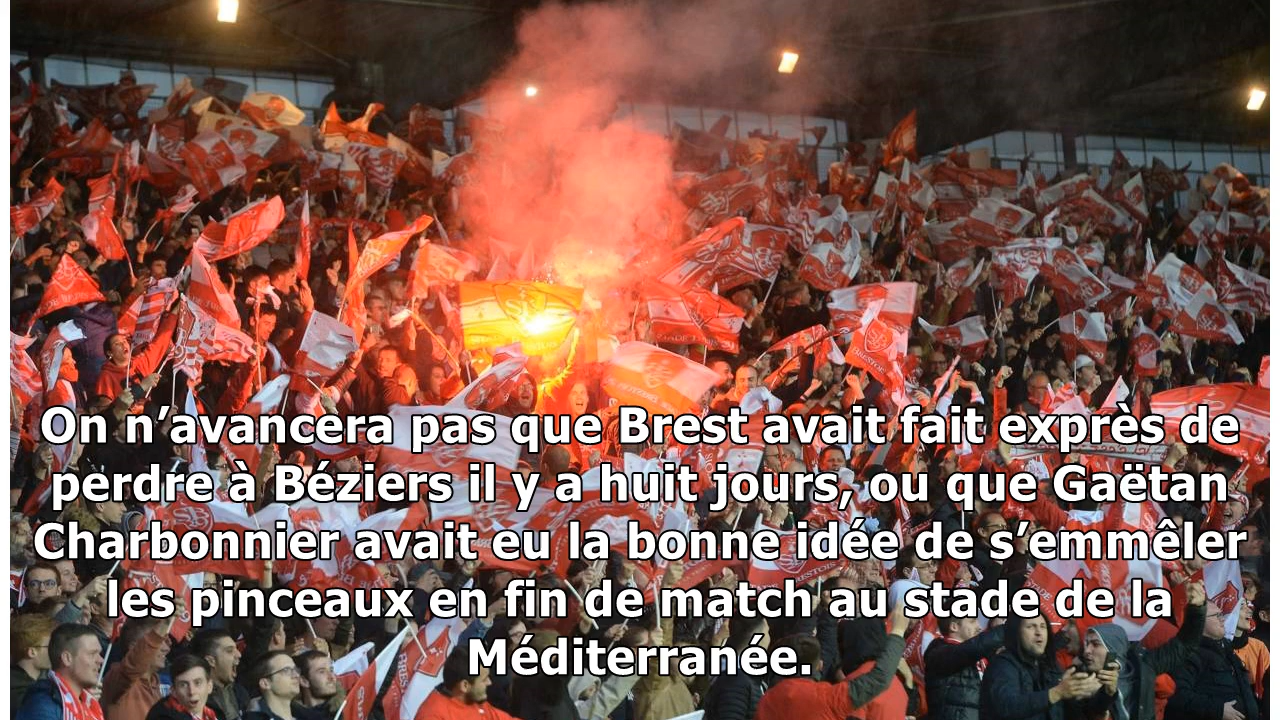 On n’avancera pas que Brest avait fait exprès de
perdre à Béziers il y a huit jours, ou que Gaëtan
Charbonnier avait eu la bonne idée de s’emmêler
les pinceaux en fin de match au stade de la
Méditerranée.